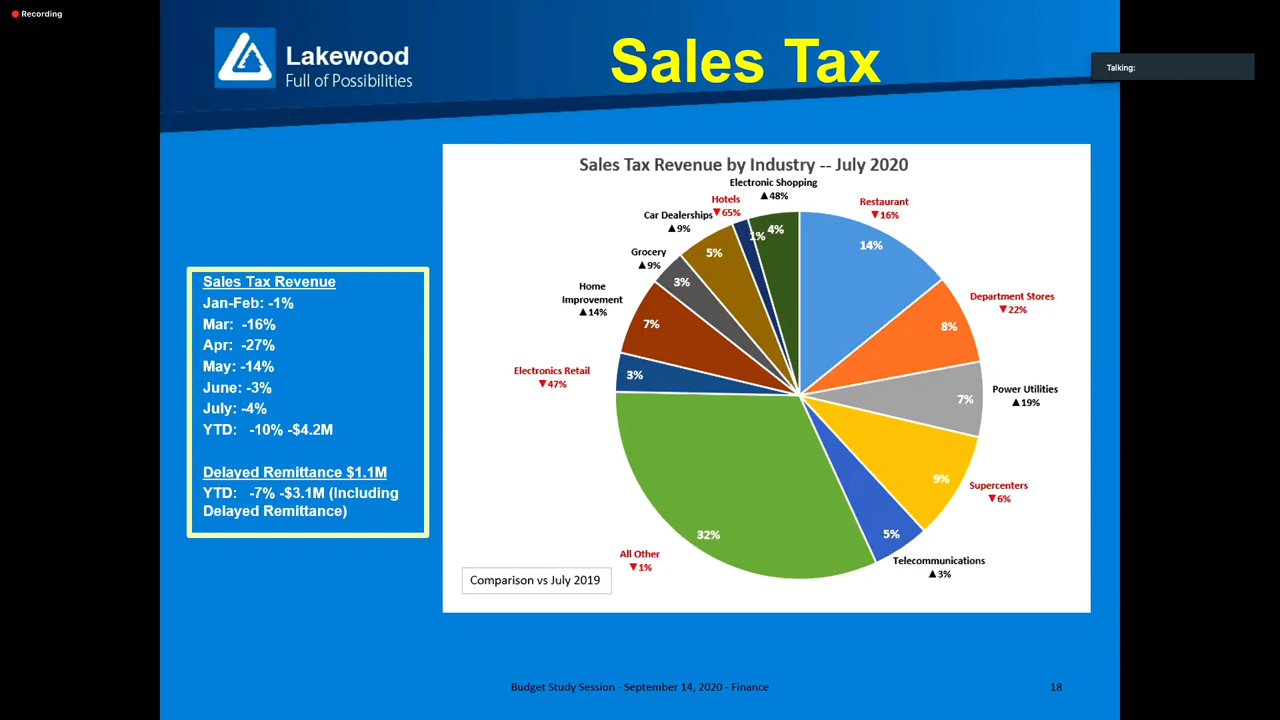 Recording
Lakewood
Full of Possibilities
Sales Tax
Talking:
Sales Tax Revenue
Jan-Feb: -1%
Mar: -16%
Apr: -27%
May: -14%
June: -3%
July: -4%
YTD: -10% -$4.2M
Delayed Remittance $1.1M
YTD: -7% -$3.1M (Including
Delayed Remittance)
Sales Tax Revenue by Industry -- July 2020
Electronic Shopping
▲48%
4%
Restaurant
▼16%
14%
Department Stores
▼22%
8%
Power Utilities
▲19%
7%
Supercenters
▼6%
9%
Telecommunications
▲3%
5%
All Other
▼1%
32%
Electronics Retail
▼47%
3%
Home
Improvement
▲14%
7%
Grocery
▲9%
3%
Car Dealerships
▲9%
5%
Hotels
▼65%
1%
Comparison vs July 2019
Budget Study Session - September 14, 2020 - Finance
18